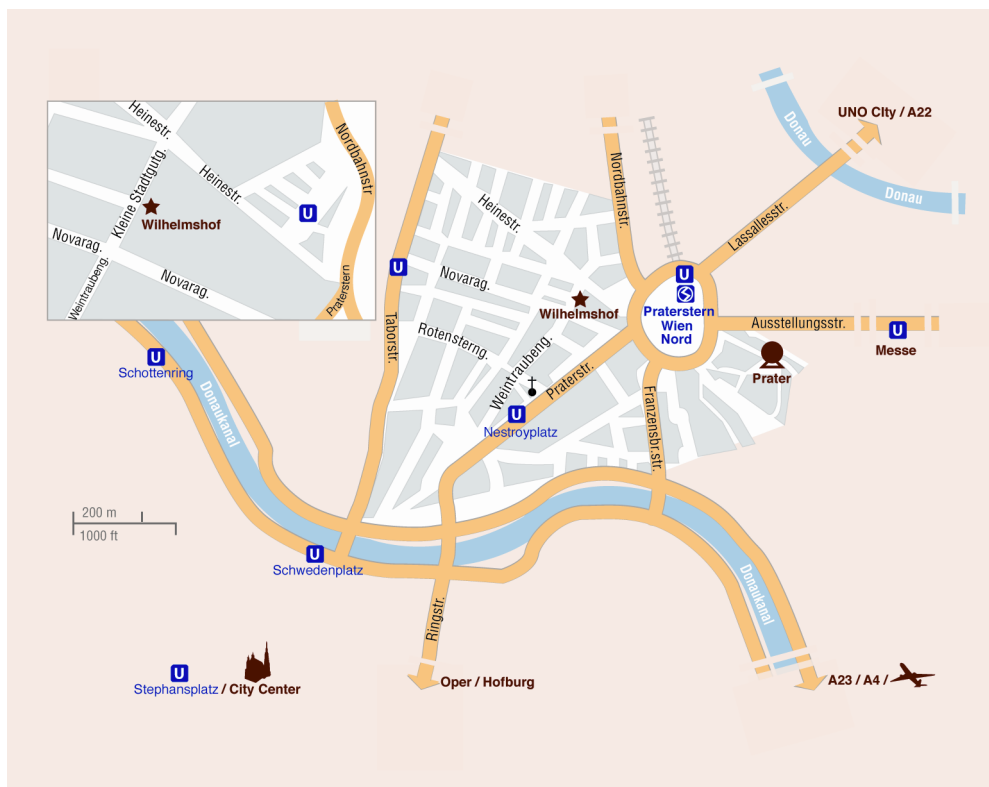 Heinestr.
Nordbahnstr
Kleine Stadtgutg.
Heinestr.
U
Wilhelmshof
Novarag.
Weintraubeng.
Novarag.
Praterstern
UNO CIty / A22
Donau
Donau
Nordbahnstr.
Heinestr.
Lassallesstr.
U
Novarag.
U
Praterstern
Wien
Nord
Wilhelmshof
Taborstr.
Rotensterng.
Ausstellungsstr.
U
Messe
U
Schottenring
Weintraubeng.
Praterstr.
Prater
Donaukanal
U
Nestroyplatz
Franzensbr.str.
200 m
1000 ft
U
Schwedenplatz
Donaukanal
Ringstr.
U
Stephansplatz / City Center
Oper / Hofburg
A23 / A4 /